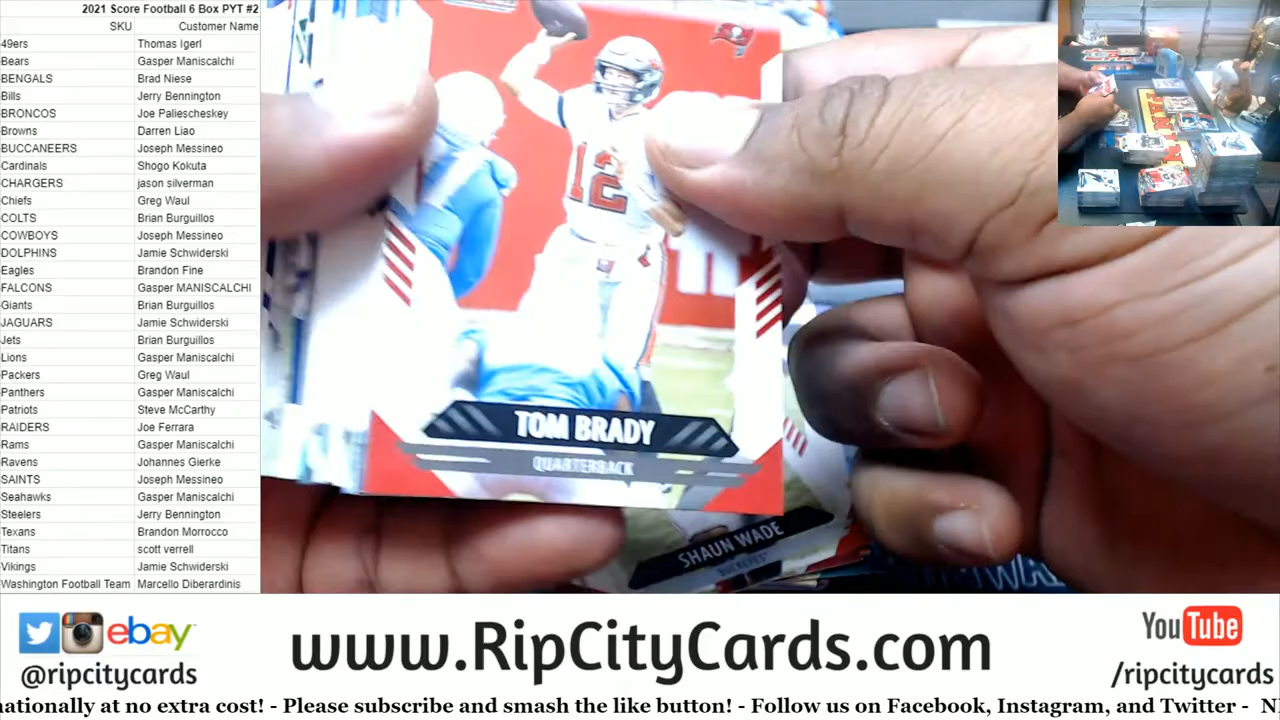 2021 Score Football 6 Box PYT #2
SKU Customer Name
49ers Thomas Igerl
Bears Gasper Maniscalchi
BENGALS Brad Niese
Bills Jerry Bennington
BRONCOS Joe Paliescheskey
Browns Darren Liao
BUCCANEERS Joseph Messineo
Cardinals Shogo Kokuta
CHARGERS jason silverman
Chiefs Greg Waul
COLTS Brian Burguillos
COWBOYS Joseph Messineo
DOLPHINS Jamie Schwiderski
Eagles Brandon Fine
FALCONS Gasper MANISCALCHI
Giants Brian Burguillos
JAGUARS Jamie Schwiderski
Jets Brian Burguillos
Lions Gasper Maniscalchi
Packers Greg Waul
Panthers Gasper Maniscalchi
Patriots Steve McCarthy
RAIDERS Joe Ferrara
Rams Gasper Maniscalchi
Ravens Johannes Gierke
SAINTS Joseph Messineo
Seahawks Gasper Maniscalchi
Steelers Jerry Bennington
Texans Brandon Morrocco
Titans scott verrell
Vikings Jamie Schwiderski
Washington Football Team Marcello Diberardinis
12
TOM BRADY
QUARTERBACK
SHAUN WADE
BUCKEYES
ebay
@ripcitycards
www.RipCityCards.com
YouTube
/ripcitycards
nationally at no extra cost! - Please subscribe and smash the like button! - Follow us on Facebook, Instagram, and Twitter -